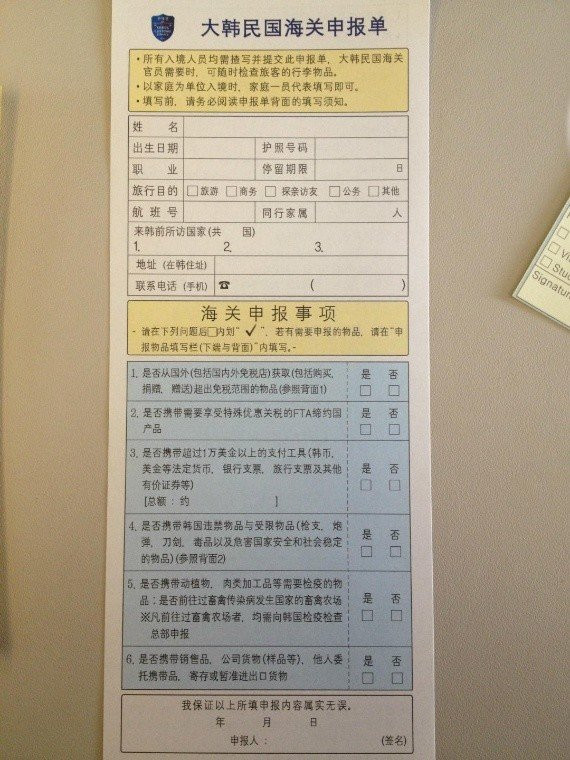 大韩民国海关申报单
• 所有入境人员均需揸写并提交此申报单, 大韩民国海关
官员需要时, 可随时检查旅客的行李物品。
• 以家庭为单位入境时, 家庭一员代表填写即可。
• 填写前, 请务必阅读申报单背面的填写须知。
姓 名
出生日期 护照号码
职 业 停留期限 日
旅行目的 □旅游 □商务 □探亲访友 □公务 □其他
航班号 同行家属 人
来韩前所访国家(共 国)
1. 2. 3.
地址 (在韩住址)
联系电话 (手机) ☎ ( )
海关申报事项
- 请在下列问题后□内划“✓”, 若有需要申报的物品, 请在“申
报物品填写栏(下端与背面)”内填写。-
1. 是否从国外(包括国内外免税店)获取(包括购买, 是 否
捐赠, 赠送)超出免税范围的物品(参照背面1) □ □
2. 是否携带需要享受特殊优惠关税的FTA缔约国 是 否
产品 □ □
3. 是否携带超过1万美金以上的支付工具(韩币,
美金等法定货币, 银行支票, 旅行支票及其他 是 否
有价证券等) □ □
[总额 : 约 ]
4. 是否携带韩国违禁物品与受限物品(枪支, 炮
弹, 刀剑, 毒品以及危害国家安全和社会稳定 是 否
的物品)(参照背面2) □ □
5. 是否携带动植物, 肉类加工品等需要检疫的物
品 ; 是否前往过畜禽传染病发生国家的畜禽农场 是 否
※凡前往过畜禽农场者, 均需向韩国检疫检查 □ □
总部申报
6. 是否携带销售品, 公司货物(样品等), 他人委 是 否
托携带品, 寄存或暂准进出口货物 □ □
我保证以上所填申报内容属实无误。
年 月 日
申报人 : (签名)
Signatur